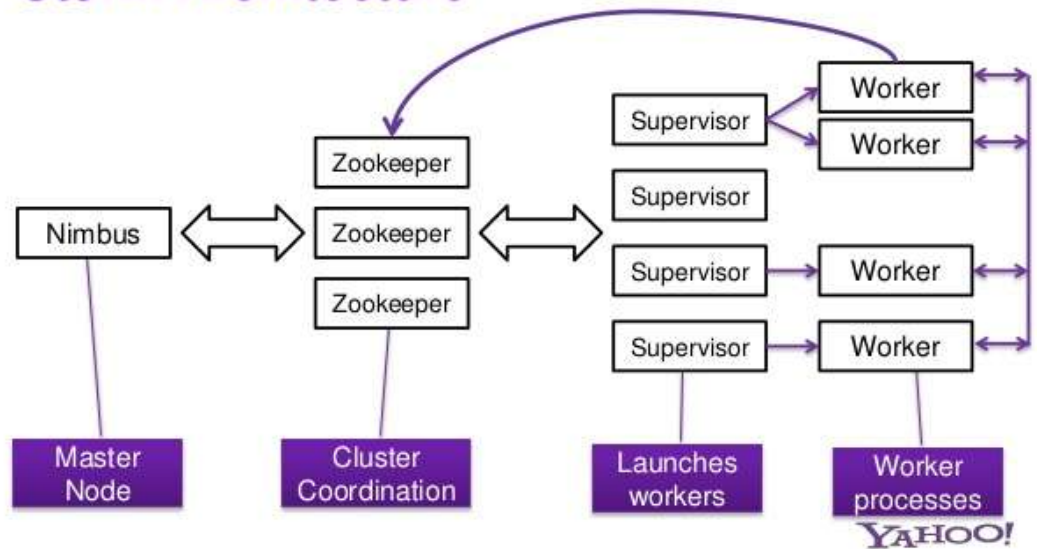 Nimbus
Zookeeper
Zookeeper
Zookeeper
Supervisor
Supervisor
Supervisor
Supervisor
Worker
Worker
Worker
Worker
Master
Node
Cluster
Coordination
Launches
workers
Worker
processes
YAHOO!